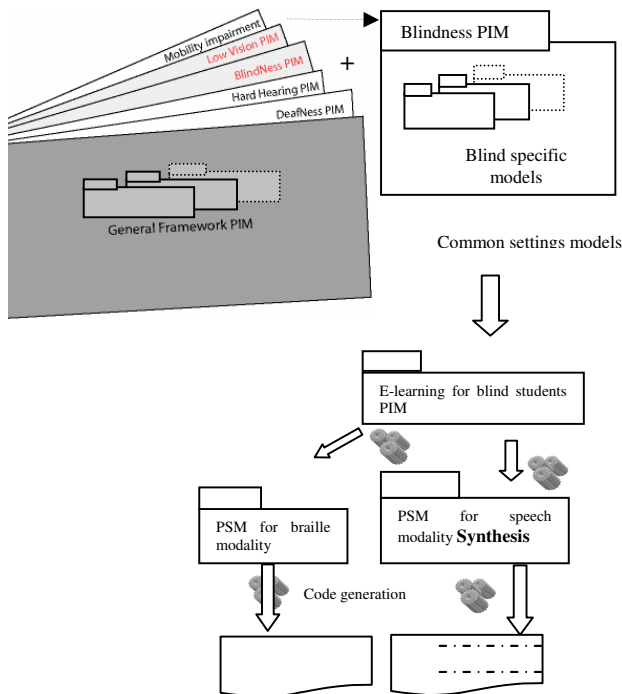 Mobility impairment
Low Vision PIM
BlindNess PIM
Hard Hearing PIM
DeafNess PIM
General Framework PIM
+
Blindness PIM
Blind specific
models
Common settings models
E-learning for blind students
PIM
PSM for braille
modality
PSM for speech
modality Synthesis
Code generation